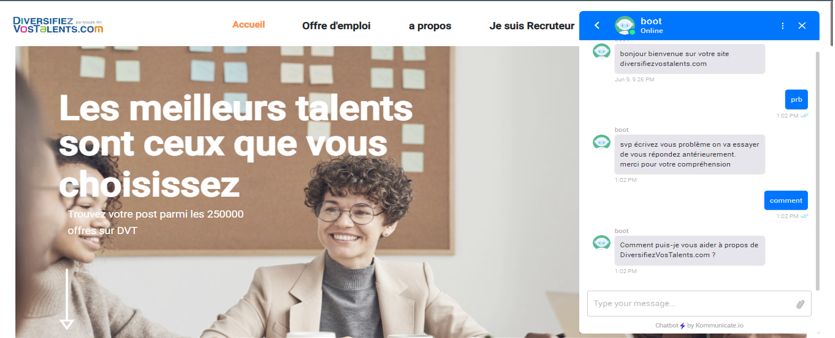 DIVERSIFIEZ
VOSTALENTS.COM
Accueil
Offre d'emploi
a propos
Je suis Recruteur
Les meilleurs talents
sont ceux que vous
choisissez
Trouvez votre post parmi les 250000
offres sur DVT
boot
Online
bonjour bienvenue sur votre site
diversifiezvostalents.com
Jun 9, 9:26 PM
prb
1:02 PM
boot
svp écrivez vous problème on va essayer
de vous répondez antérieurement.
merci pour votre compréhension
1:02 PM
comment
1:02 PM
boot
Comment puis-je vous aider à propos de
DiversifiezVosTalents.com ?
1:02 PM
Type your message...
Chatbot by Kommunicate.io